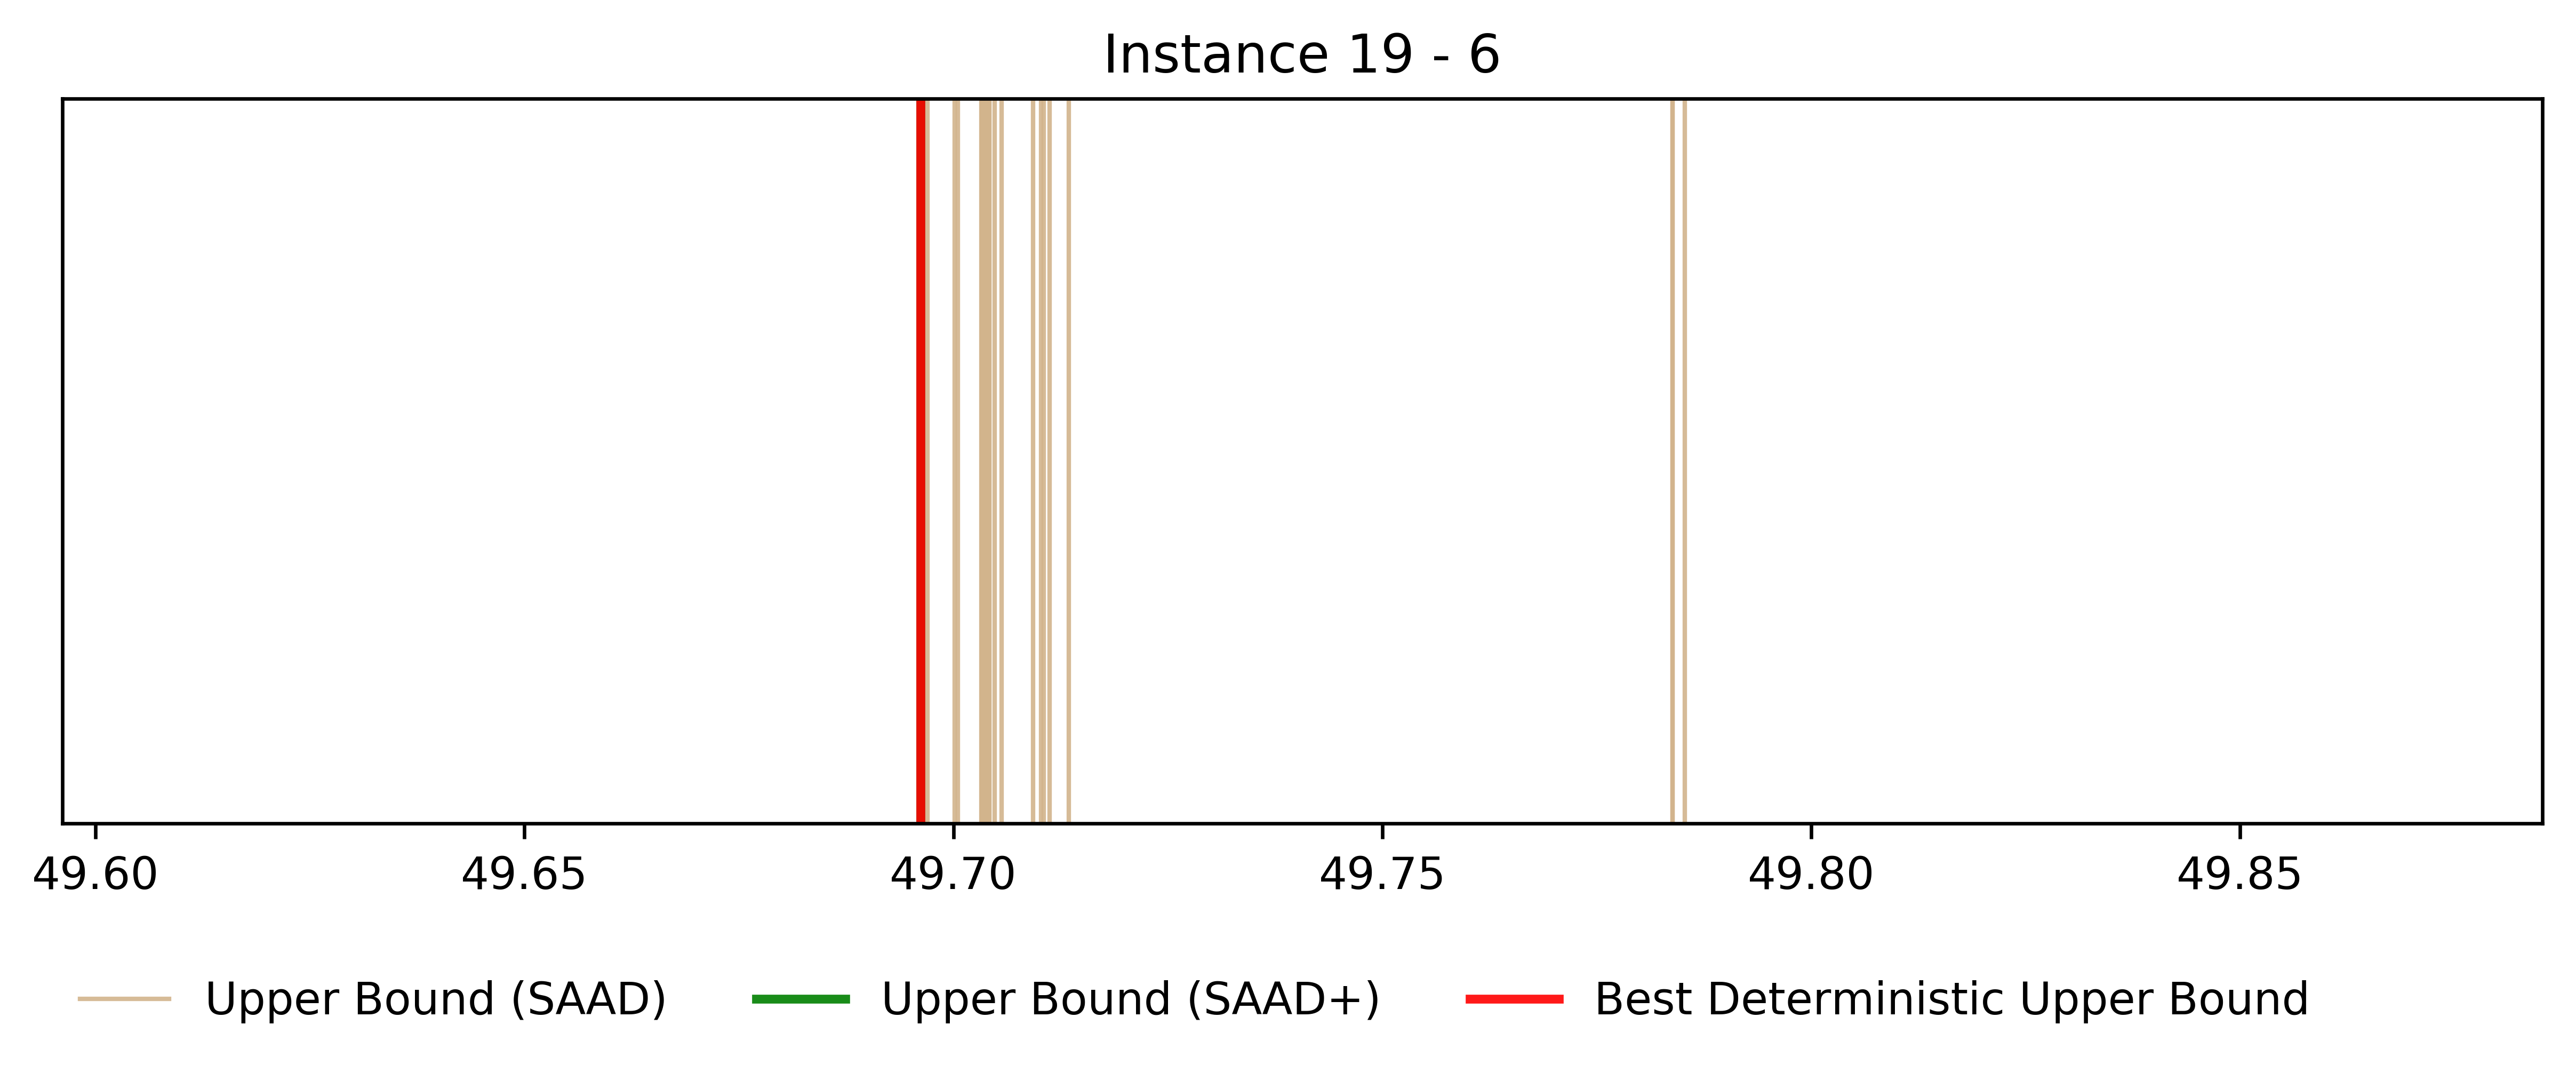 Instance 19 - 6
49.60 49.65 49.70 49.75 49.80 49.85
Upper Bound (SAAD) Upper Bound (SAAD+) Best Deterministic Upper Bound